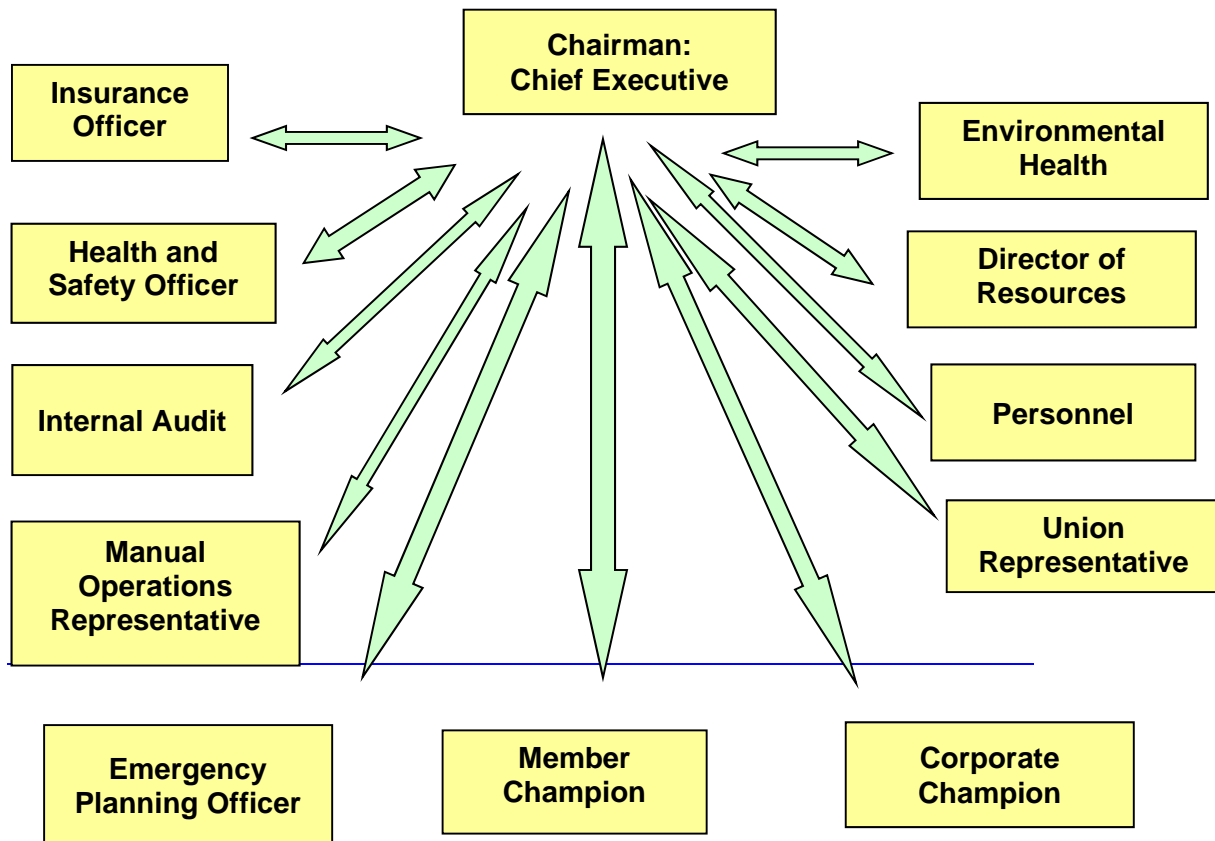 Chairman:
Chief Executive
Insurance
Officer
Environmental
Health
Health and
Safety Officer
Director of
Resources
Internal Audit
Personnel
Manual
Operations
Representative
Union
Representative
Emergency
Planning Officer
Member
Champion
Corporate
Champion